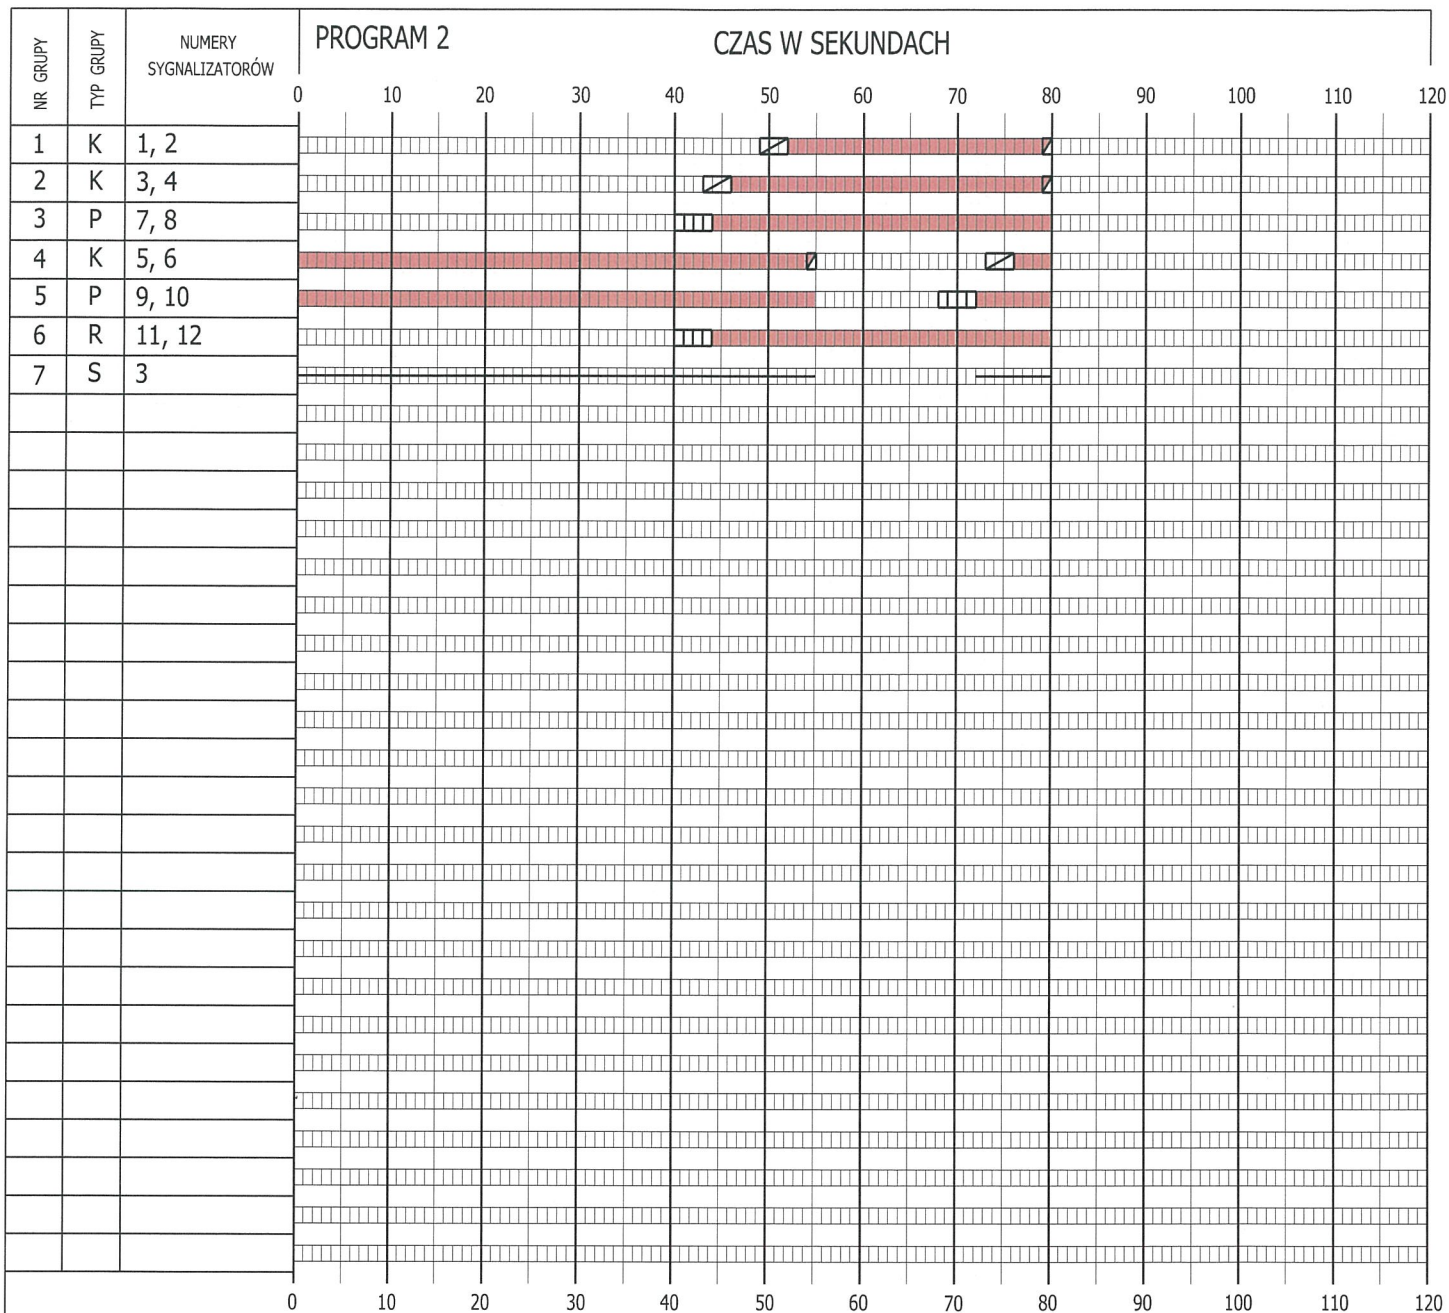 NR GRUPY
TYP GRUPY
NUMERY
SYGNALIZATORÓW
PROGRAM 2
CZAS W SEKUNDACH
0 10 20 30 40 50 60 70 80 90 100 110 120
1 K 1, 2
2 K 3, 4
3 P 7, 8
4 K 5, 6
5 P 9, 10
6 R 11, 12
7 S 3
0 10 20 30 40 50 60 70 80 90 100 110 120